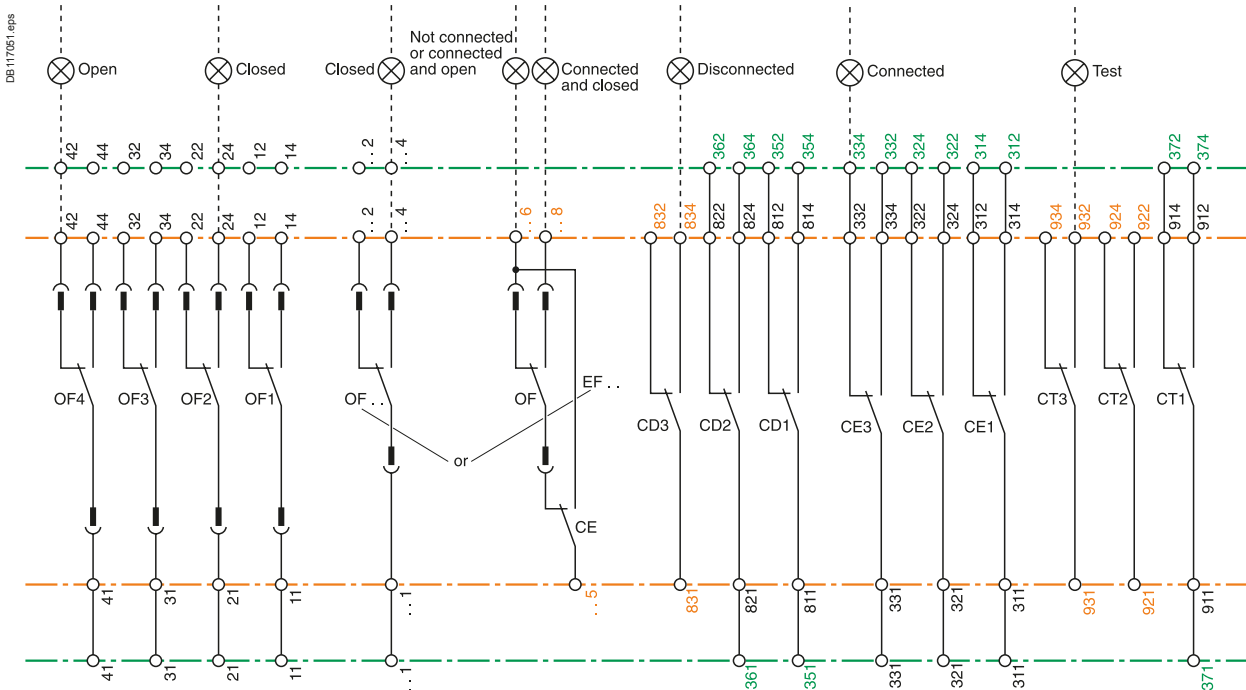 DB117051.eps
Open
Closed
Closed
Not connected
or connected
and open
Connected
and closed
Disconnected
Connected
Test
42 44 32 34 22 24 12 14 . . 2 . . 4 362 364 352 354 334 332 324 322 314 312 372 374
42 44 32 34 22 24 12 14 . . 2 . . 4 . . 6 . . 8 832 834 822 824 812 814 332 334 322 324 312 314 934 932 924 922 914 912
OF4 OF3 OF2 OF1 OF . . OF EF . . CD3 CD2 CD1 CE3 CE2 CE1 CT3 CT2 CT1
or
CE
41 31 21 11 . . 1 . . 5 831 821 811 331 321 311 931 921 911
41 31 21 11 . . 1 361 351 331 321 311 371